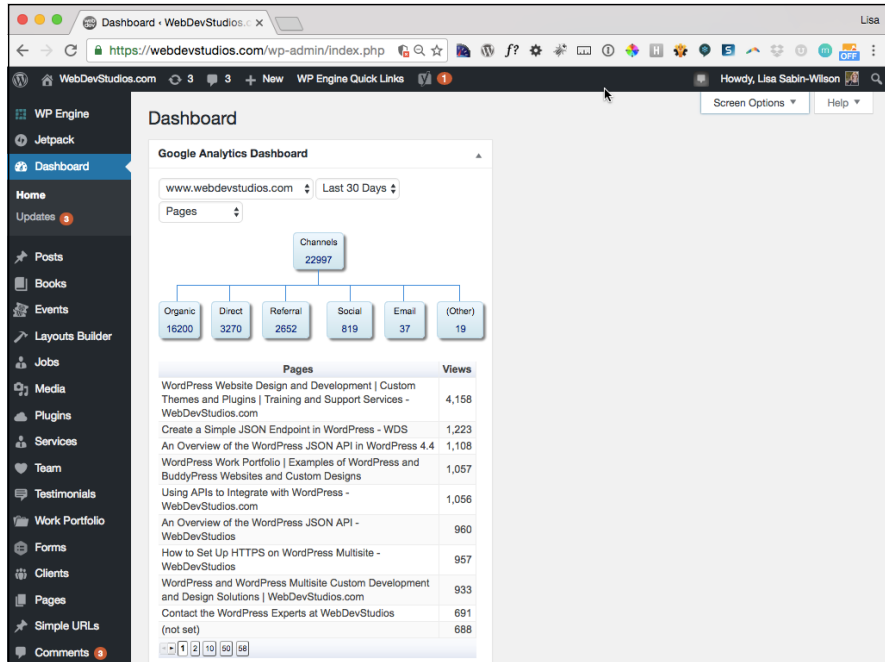 Dashboard ‹ WebDevStudios.c
Lisa
https://webdevstudios.com/wp-admin/index.php
f?
OFF
WebDevStudios.com 3 3 + New WP Engine Quick Links 1
Howdy, Lisa Sabin-Wilson
Screen Options ▼ Help ▼
WP Engine
Jetpack
Dashboard
Home
Updates 3
Posts
Books
Events
Layouts Builder
Jobs
Media
Plugins
Services
Team
Testimonials
Work Portfolio
Forms
Clients
Pages
Simple URLs
Comments 3
Dashboard
Google Analytics Dashboard
www.webdevstudios.com Last 30 Days
Pages
Channels
22997
Organic Direct Referral Social Email (Other)
16200 3270 2652 819 37 19
Pages Views
WordPress Website Design and Development | Custom
Themes and Plugins | Training and Support Services - 4,158
WebDevStudios.com
Create a Simple JSON Endpoint in WordPress - WDS 1,223
An Overview of the WordPress JSON API in WordPress 4.4 1,108
WordPress Work Portfolio | Examples of WordPress and 1,057
BuddyPress Websites and Custom Designs
Using APIs to Integrate with WordPress - 1,056
WebDevStudios.com
An Overview of the WordPress JSON API - 960
WebDevStudios
How to Set Up HTTPS on WordPress Multisite - 957
WebDevStudios
WordPress and WordPress Multisite Custom Development 933
and Design Solutions | WebDevStudios.com
Contact the WordPress Experts at WebDevStudios 691
(not set) 688
1 2 10 50 58